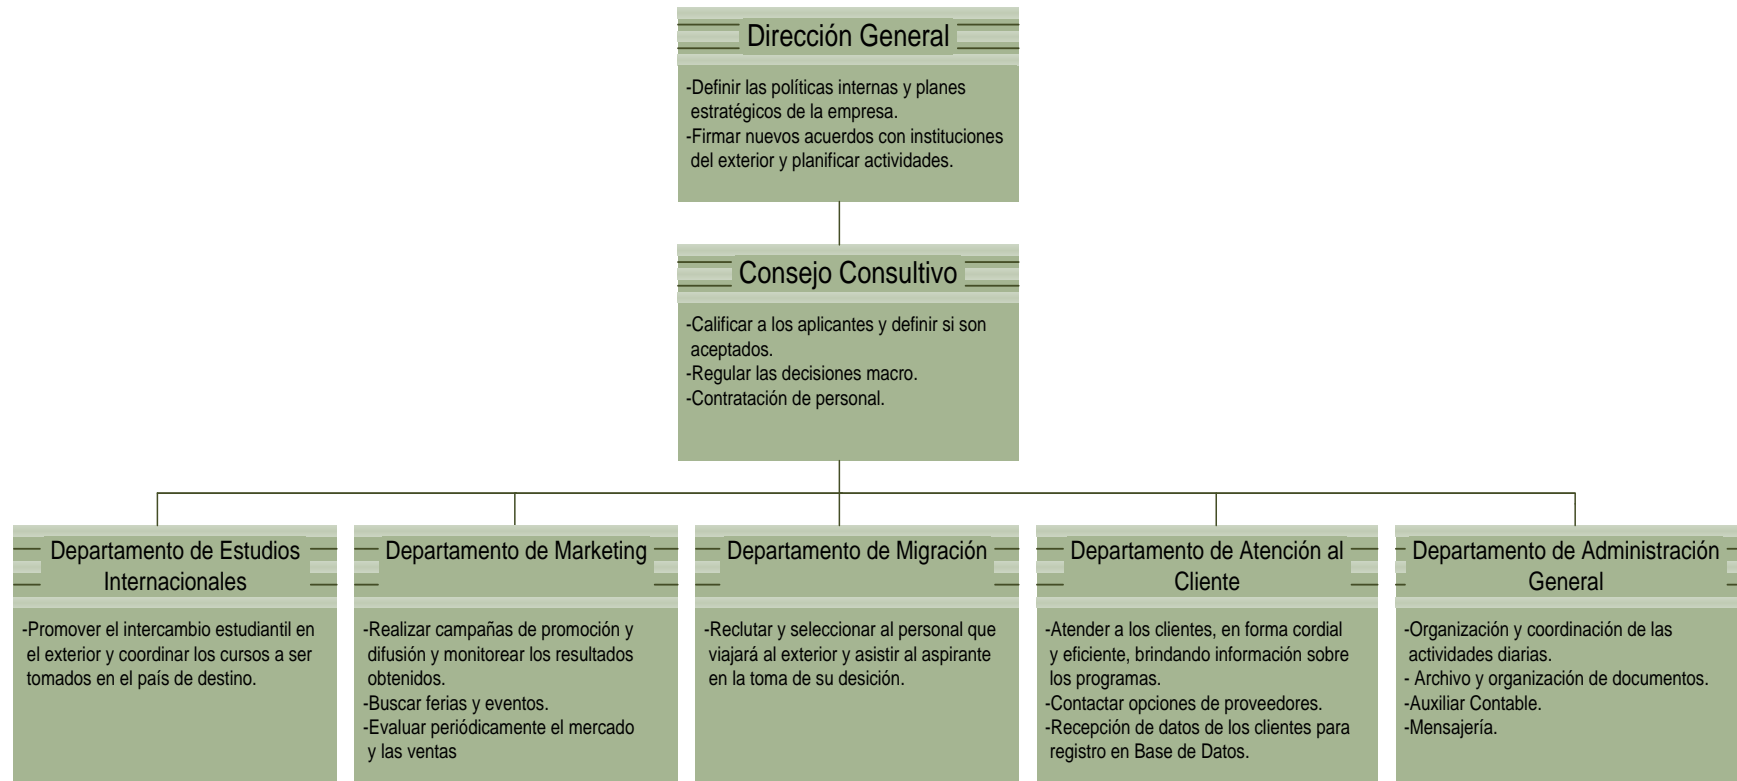 Dirección General
-Definir las políticas internas y planes
estratégicos de la empresa.
-Firmar nuevos acuerdos con instituciones
del exterior y planificar actividades.
Consejo Consultivo
-Calificar a los aplicantes y definir si son
aceptados.
-Regular las decisiones macro.
-Contratación de personal.
Departamento de Estudios
Internacionales
-Promover el intercambio estudiantil en
el exterior y coordinar los cursos a ser
tomados en el país de destino.
Departamento de Marketing
-Realizar campañas de promoción y
difusión y monitorear los resultados
obtenidos.
-Buscar ferias y eventos.
-Evaluar periódicamente el mercado
y las ventas
Departamento de Migración
-Reclutar y seleccionar al personal que
viajará al exterior y asistir al aspirante
en la toma de su desición.
Departamento de Atención al
Cliente
-Atender a los clientes, en forma cordial
y eficiente, brindando información sobre
los programas.
-Contactar opciones de proveedores.
-Recepción de datos de los clientes para
registro en Base de Datos.
Departamento de Administración
General
-Organización y coordinación de las
actividades diarias.
- Archivo y organización de documentos.
-Auxiliar Contable.
-Mensajería.